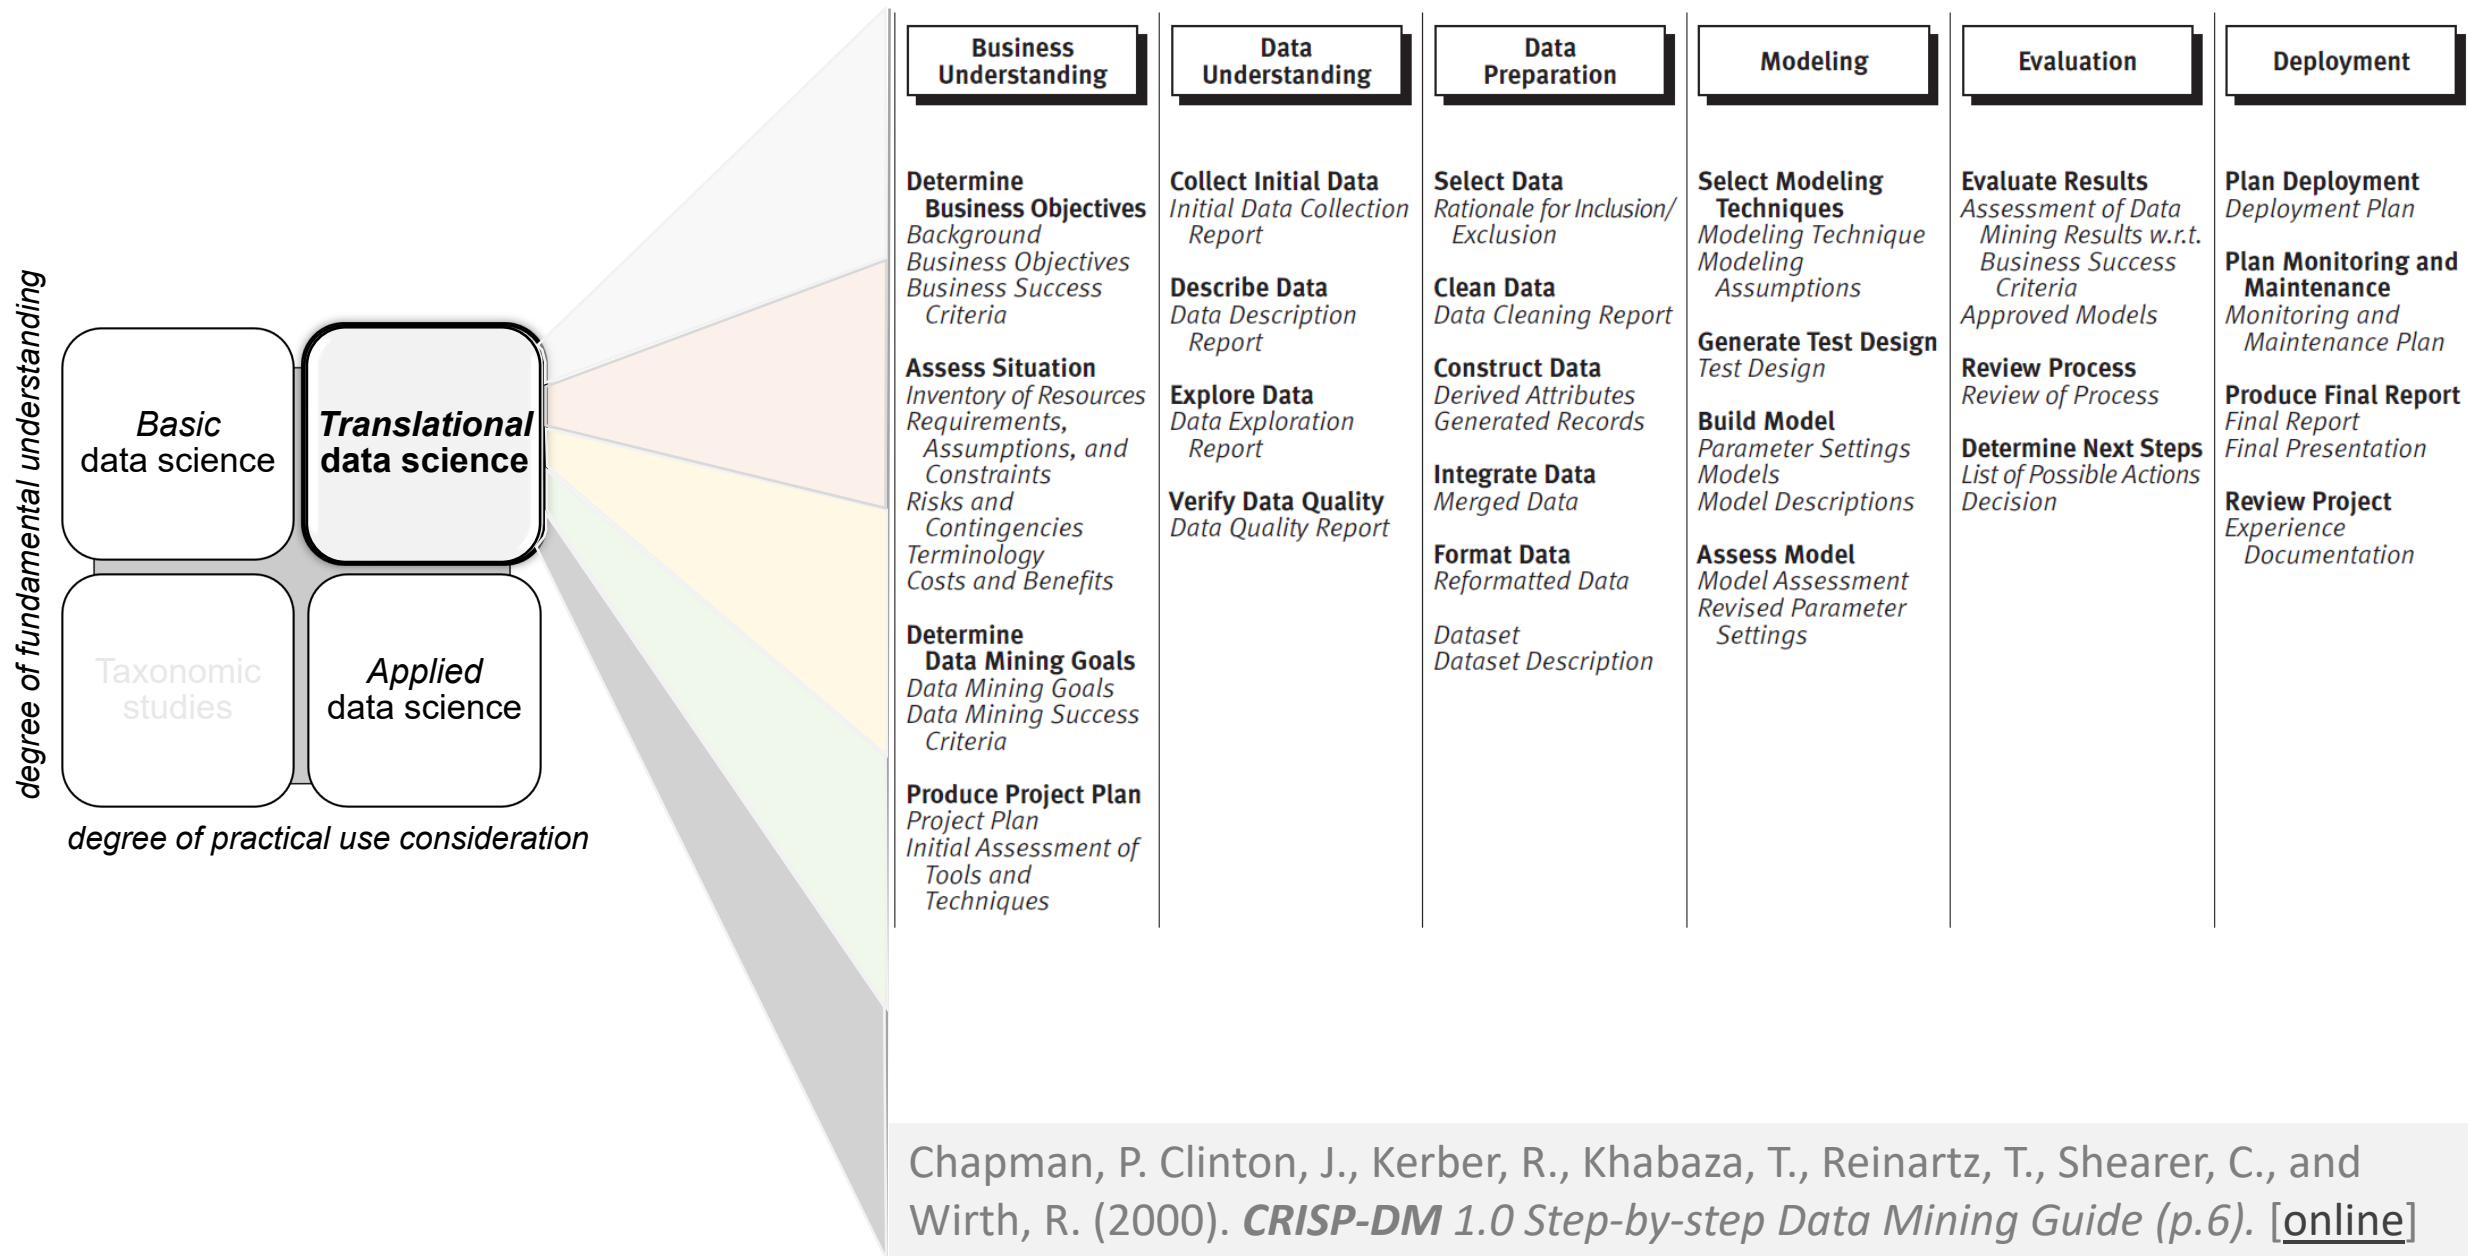 degree of fundamental understanding
Basic
data science
Translational
data science
Taxonomic
studies
Applied
data science
degree of practical use consideration
Business
Understanding
Determine
Business Objectives
Background
Business Objectives
Business Success
Criteria
Assess Situation
Inventory of Resources
Requirements,
Assumptions, and
Constraints
Risks and
Contingencies
Terminology
Costs and Benefits
Determine
Data Mining Goals
Data Mining Goals
Data Mining Success
Criteria
Produce Project Plan
Project Plan
Initial Assessment of
Tools and
Techniques
Data
Understanding
Collect Initial Data
Initial Data Collection
Report
Describe Data
Data Description
Report
Explore Data
Data Exploration
Report
Verify Data Quality
Data Quality Report
Data
Preparation
Select Data
Rationale for Inclusion/
Exclusion
Clean Data
Data Cleaning Report
Construct Data
Derived Attributes
Generated Records
Integrate Data
Merged Data
Format Data
Reformatted Data
Dataset
Dataset Description
Modeling
Select Modeling
Techniques
Modeling Technique
Modeling
Assumptions
Generate Test Design
Test Design
Build Model
Parameter Settings
Models
Model Descriptions
Assess Model
Model Assessment
Revised Parameter
Settings
Evaluation
Evaluate Results
Assessment of Data
Mining Results w.r.t.
Business Success
Criteria
Approved Models
Review Process
Review of Process
Determine Next Steps
List of Possible Actions
Decision
Deployment
Plan Deployment
Deployment Plan
Plan Monitoring and
Maintenance
Monitoring and
Maintenance Plan
Produce Final Report
Final Report
Final Presentation
Review Project
Experience
Documentation
Chapman, P. Clinton, J., Kerber, R., Khabaza, T., Reinartz, T., Shearer, C., and
Wirth, R. (2000). CRISP-DM 1.0 Step-by-step Data Mining Guide (p.6). [online]